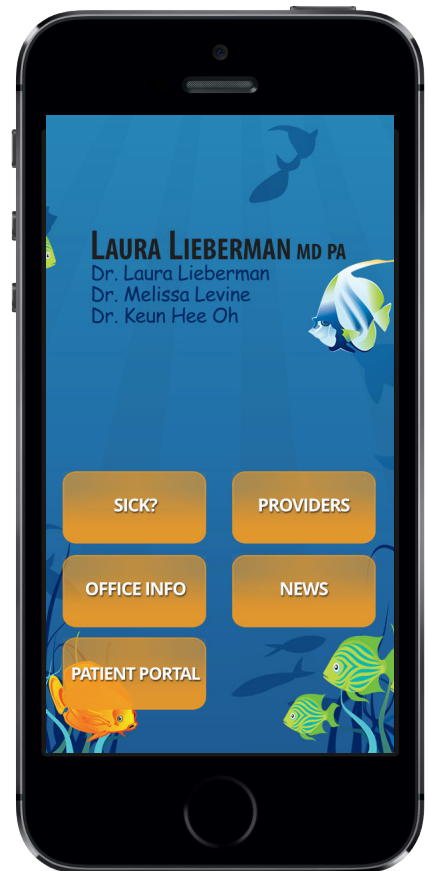 LAURA LIEBERMAN MD PA
Dr. Laura Lieberman
Dr. Melissa Levine
Dr. Keun Hee Oh
SICK?
PROVIDERS
OFFICE INFO
NEWS
PATIENT PORTAL